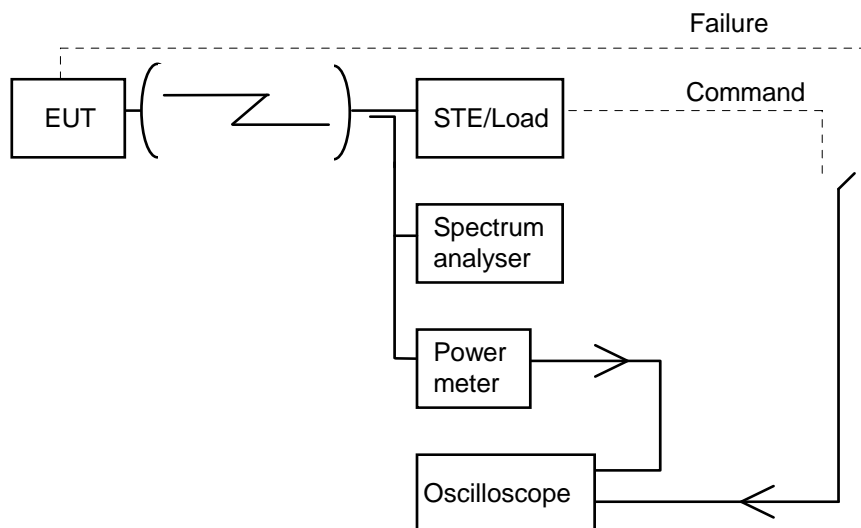 Failure
EUT
STE/Load
Command
Spectrum
analyser
Power
meter
Oscilloscope